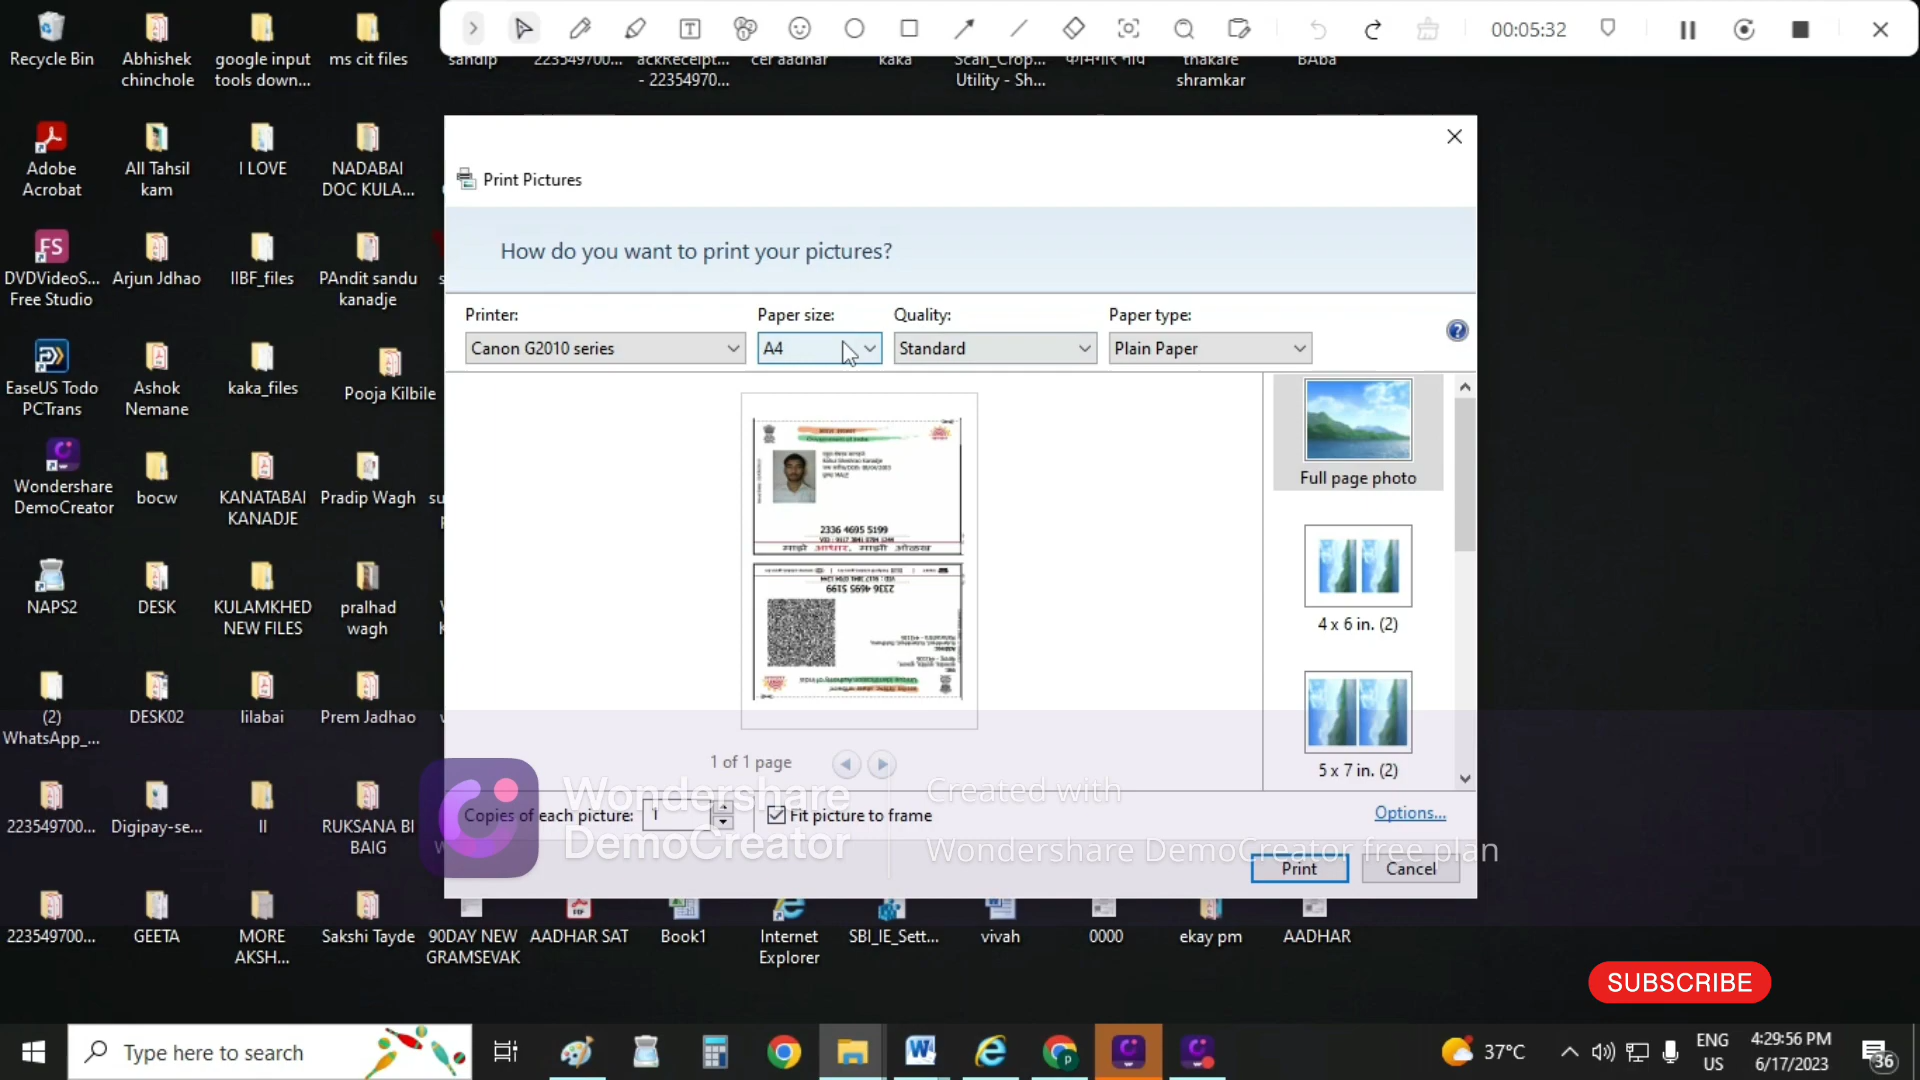 00:05:32
Recycle Bin
Abhishek
chinchole
google input
tools down...
ms cit files
sandip
223549700...
ackReceipt...
- 22354970...
cer aadhar
kaka
Scan_Crop...
Utility - Sh...
thakare
shramkar
BAba
Adobe
Acrobat
All Tahsil
kam
I LOVE
NADABAI
DOC KULA...
DVDVideoS...
Free Studio
Arjun Jdhao
IIBF_files
PAndit sandu
kanadje
EaseUS Todo
PCTrans
Ashok
Nemane
kaka_files
Pooja Kilbile
Wondershare
DemoCreator
bocw
KANATABAI
KANADJE
Pradip Wagh
NAPS2
DESK
KULAMKHED
NEW FILES
pralhad
wagh
(2)
WhatsApp_...
DESK02
lilabai
Prem Jadhao
223549700...
Digipay-se...
II
RUKSANA BI
BAIG
223549700...
GEETA
MORE
AKSH...
Sakshi Tayde
90DAY NEW
GRAMSEVAK
AADHAR SAT
Book1
Internet
Explorer
SBI_IE_Sett...
vivah
0000
ekay pm
AADHAR
Print Pictures
How do you want to print your pictures?
Printer:
Paper size:
Quality:
Paper type:
Canon G2010 series
A4
Standard
Plain Paper
2336 4695 5199
माझे आधार, माझी ओळख
2336 4695 5199
Full page photo
4 x 6 in. (2)
5 x 7 in. (2)
1 of 1 page
Copies of each picture:
1
Fit picture to frame
Options...
Print
Cancel
Wondershare
DemoCreator
Created with
Wondershare DemoCreator free plan
SUBSCRIBE
Type here to search
37°C
ENG
US
4:29:56 PM
6/17/2023
36